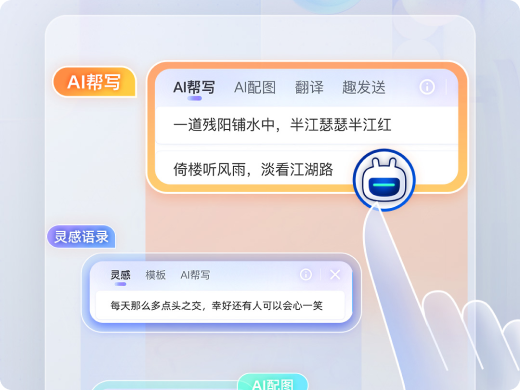 AI帮写
AI帮写 AI配图 翻译 趣发送
一道残阳铺水中，半江瑟瑟半江红
倚楼听风雨，淡看江湖路
灵感语录
灵感 模板 AI帮写
每天那么多点头之交，幸好还有人可以会心一笑
AI配图